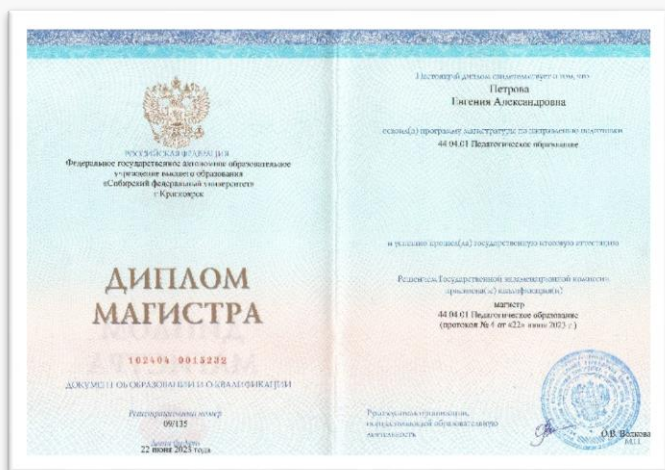 РОССИЙСКАЯ ФЕДЕРАЦИЯ
Федеральное государственное автономное образовательное
учреждение высшего образования
«Сибирский федеральный университет»
г. Красноярск
ДИПЛОМ
МАГИСТРА
102404 0015232
ДОКУМЕНТ ОБ ОБРАЗОВАНИИ И О КВАЛИФИКАЦИИ
Регистрационный номер
09/135
Дата выдачи
22 июня 2023 года
Настоящий диплом свидетельствует о том, что
Петрова
Евгения Александровна
освоил(а) программу магистратуры по направлению подготовки
44.04.01 Педагогическое образование
и успешно прошел(ла) государственную итоговую аттестацию
Решением Государственной экзаменационной комиссии
присвоена(ы) квалификация(и)
магистр
44.04.01 Педагогическое образование
(протокол № 6 от «22» июня 2023 г.)
Руководитель организации,
осуществляющей образовательную
деятельность
О.В. Волкова
М.П.